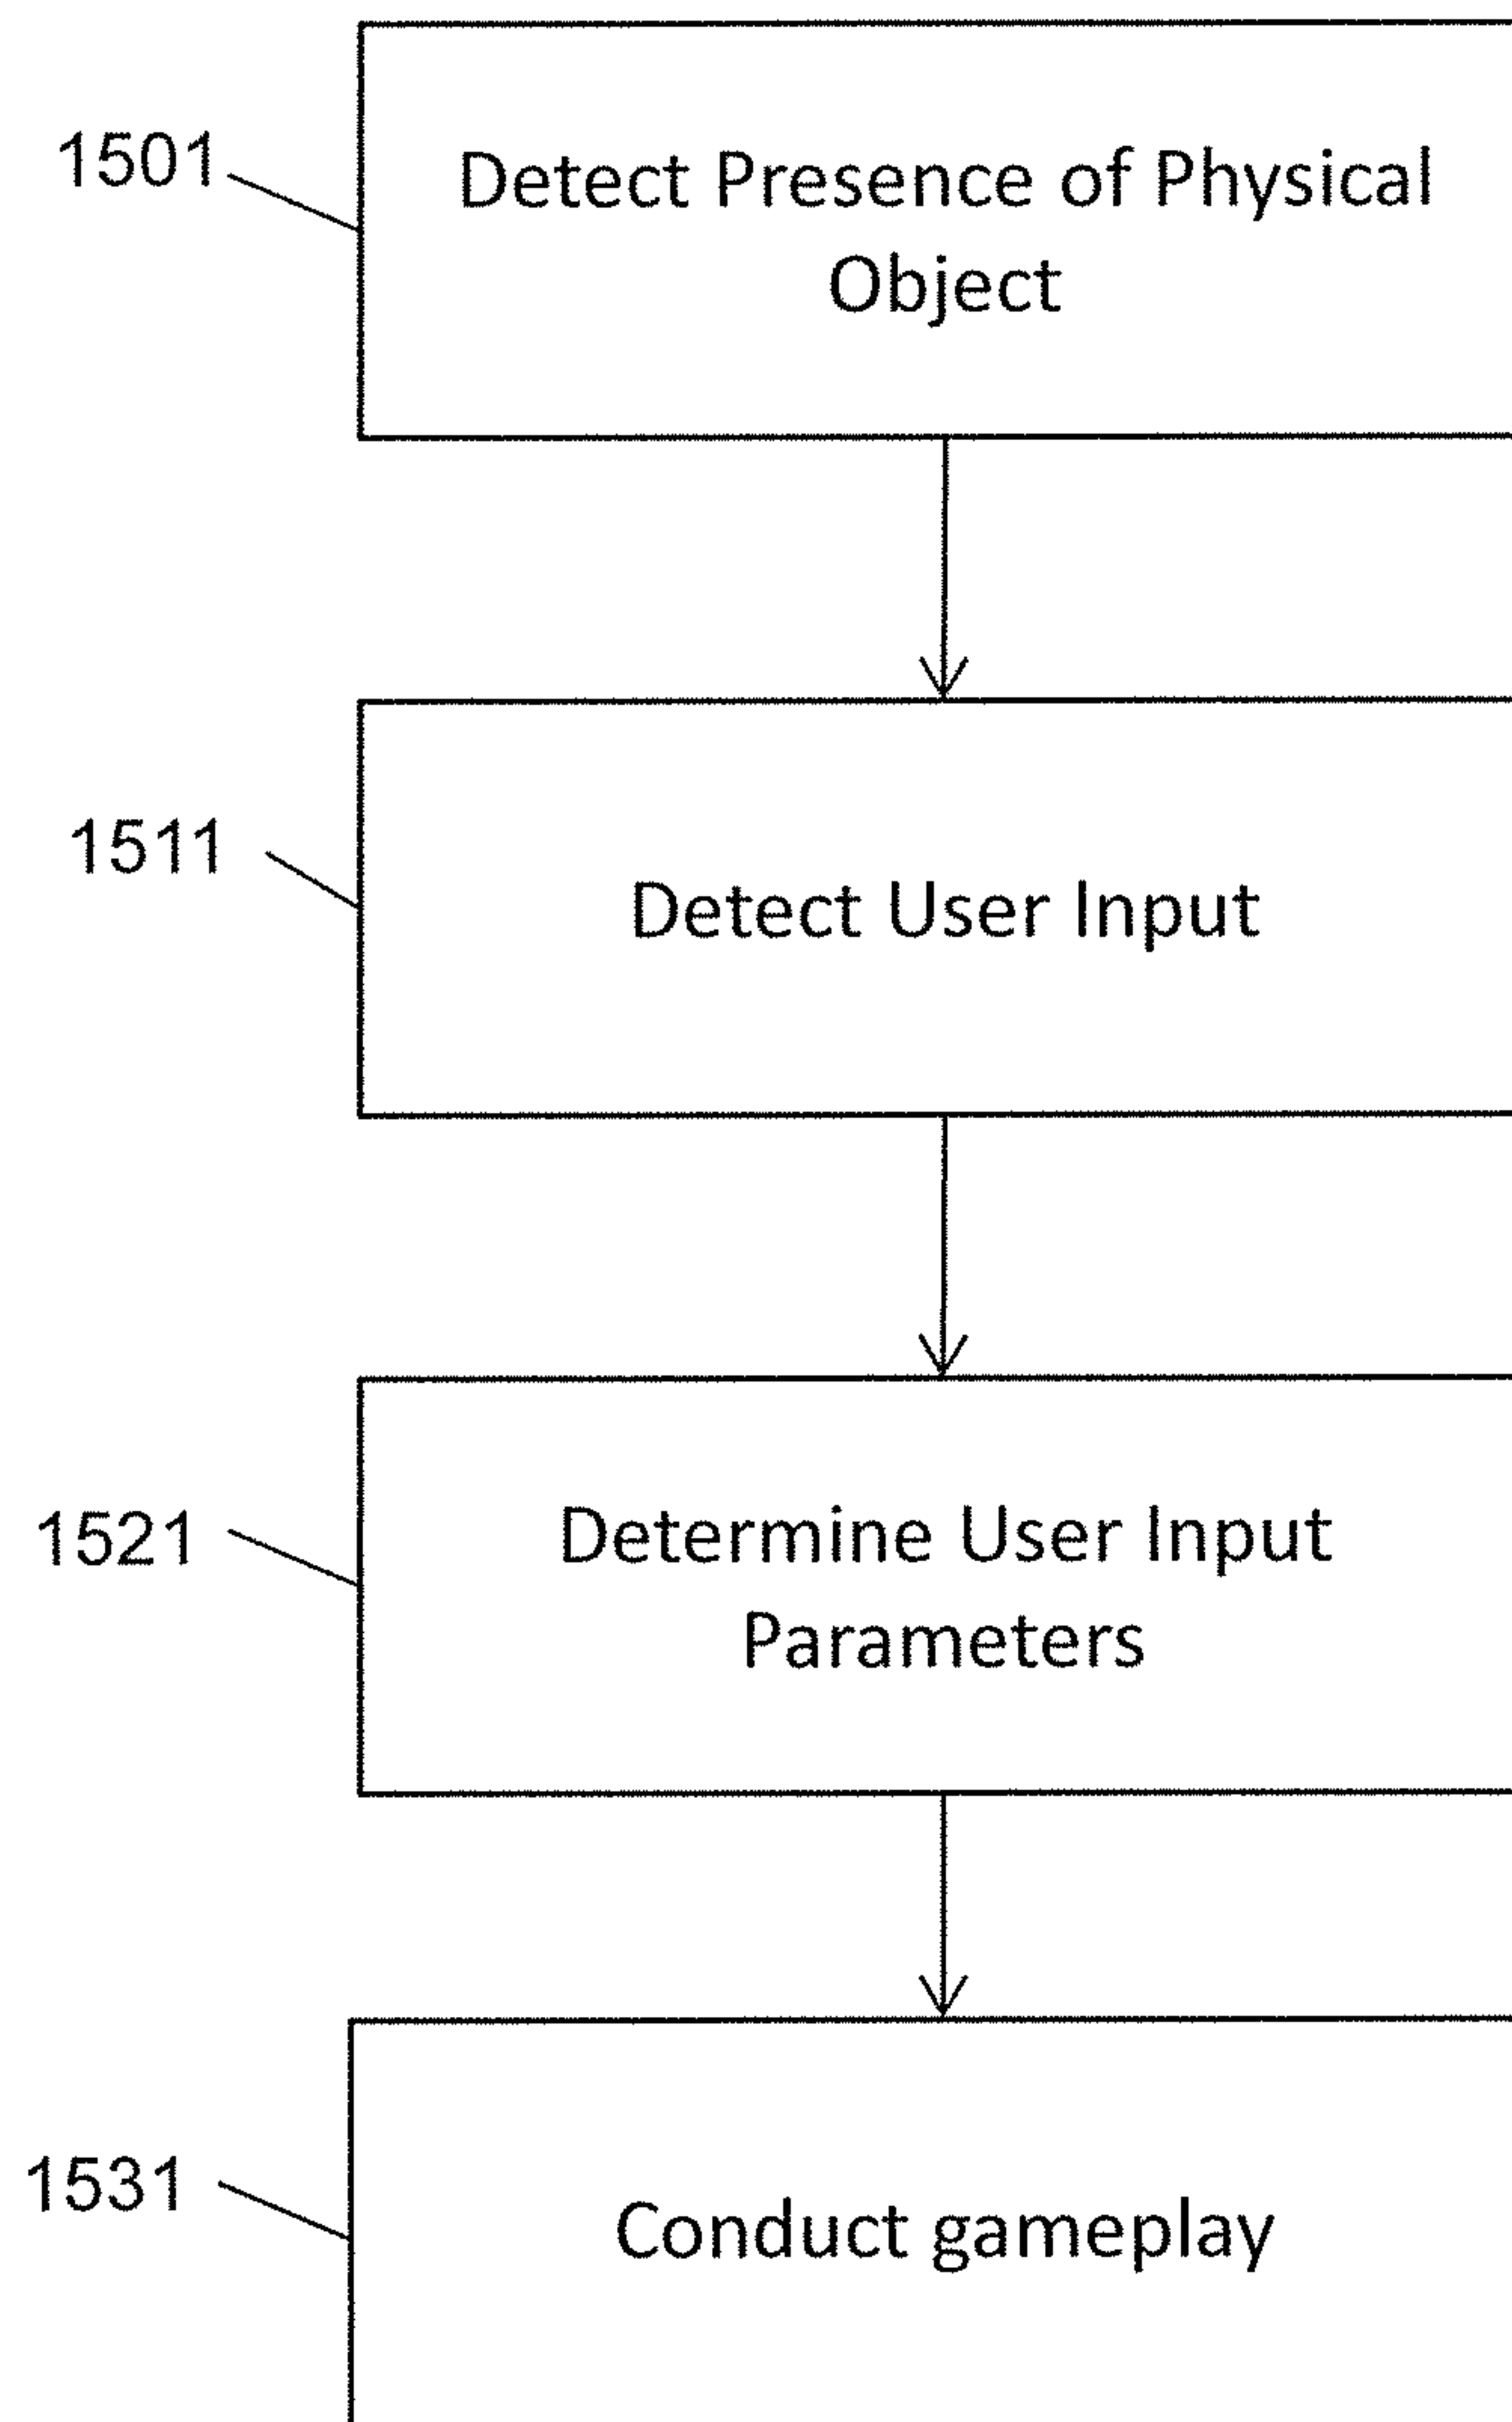 1501
Detect Presence of Physical
Object
1511
Detect User Input
1521
Determine User Input
Parameters
1531
Conduct gameplay